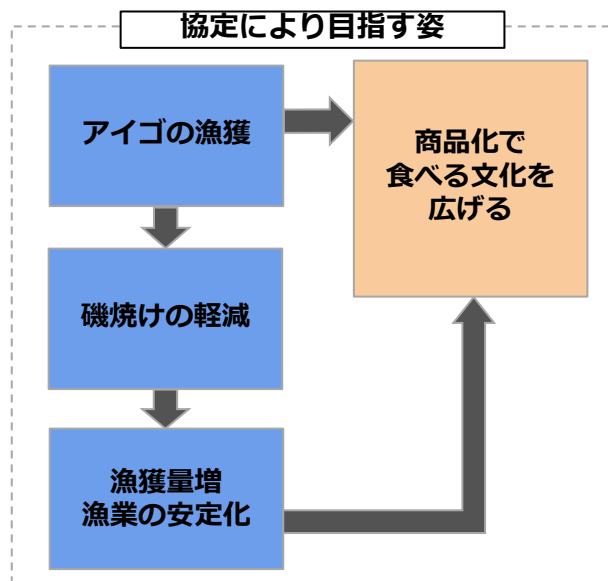 協定により目指す姿
アイゴの漁獲
商品化で
食べる文化を
広げる
磯焼けの軽減
漁獲量増
漁業の安定化